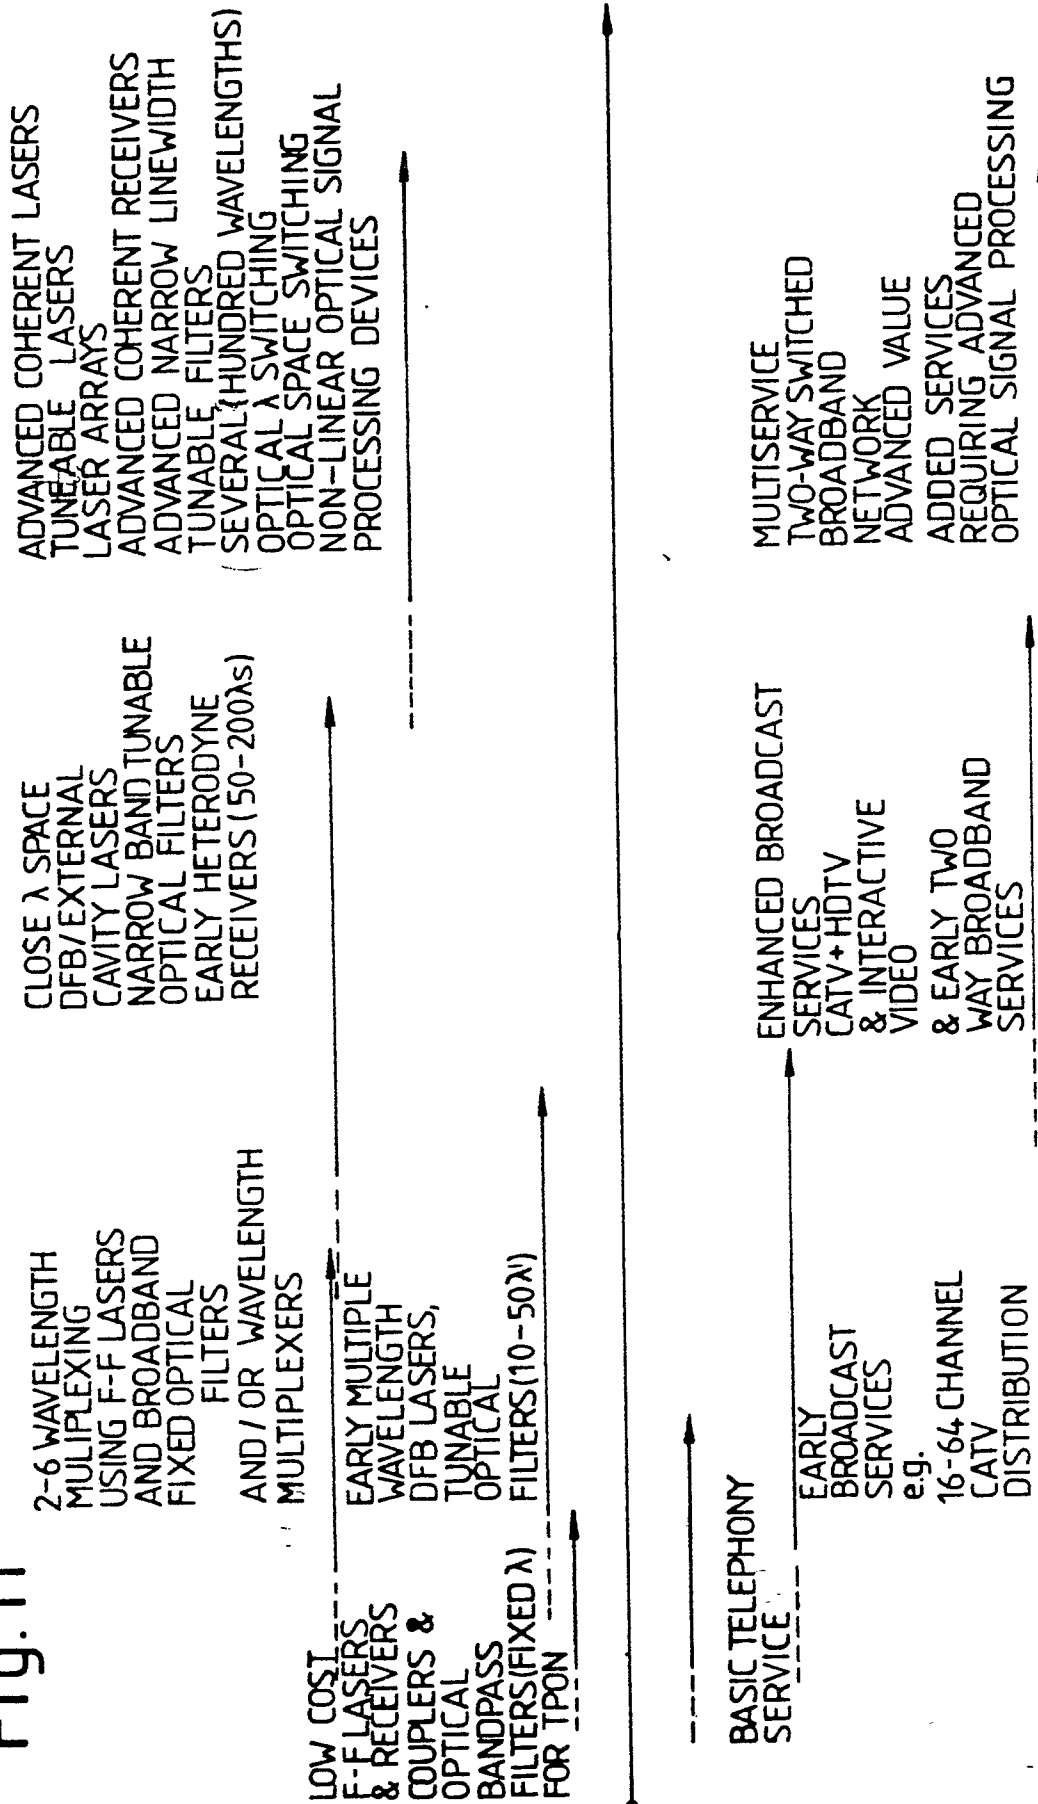 Fig.11
2-6 WAVELENGTH
MULIPLEXING
USING F-F LASERS
AND BROADBAND
FIXED OPTICAL
FILTERS
AND/OR WAVELENGTH
MULTIPLEXERS
CLOSE λ SPACE
DFB/EXTERNAL
CAVITY LASERS
NARROW BAND TUNABLE
OPTICAL FILTERS
EARLY HETERODYNE
RECEIVERS (50-200λs)
ADVANCED COHERENT LASERS
TUNEABLE LASERS
LASER ARRAYS
ADVANCED COHERENT RECEIVERS
ADVANCED NARROW LINEWIDTH
TUNABLE FILTERS
SEVERAL (HUNDRED WAVELENGTHS)
OPTICAL λ SWITCHING
OPTICAL SPACE SWITCHING
NON-LINEAR OPTICAL SIGNAL
PROCESSING DEVICES
LOW COST
F-F LASERS
& RECEIVERS
COUPLERS &
OPTICAL
BANDPASS
FILTERS(FIXED λ)
FOR TPON
EARLY MULTIPLE
WAVELENGTH
DFB LASERS,
TUNABLE
OPTICAL
FILTERS(10-50λ')
BASIC TELEPHONY
SERVICE
EARLY
BROADCAST
SERVICES
e.g.
16-64 CHANNEL
CATV
DISTRIBUTION
ENHANCED BROADCAST
SERVICES
CATV+HDTV
& INTERACTIVE
VIDEO
& EARLY TWO
WAY BROADBAND
SERVICES
MULTISERVICE
TWO-WAY SWITCHED
BROADBAND
NETWORK
ADVANCED VALUE
ADDED SERVICES
REQUIRING ADVANCED
OPTICAL SIGNAL PROCESSING